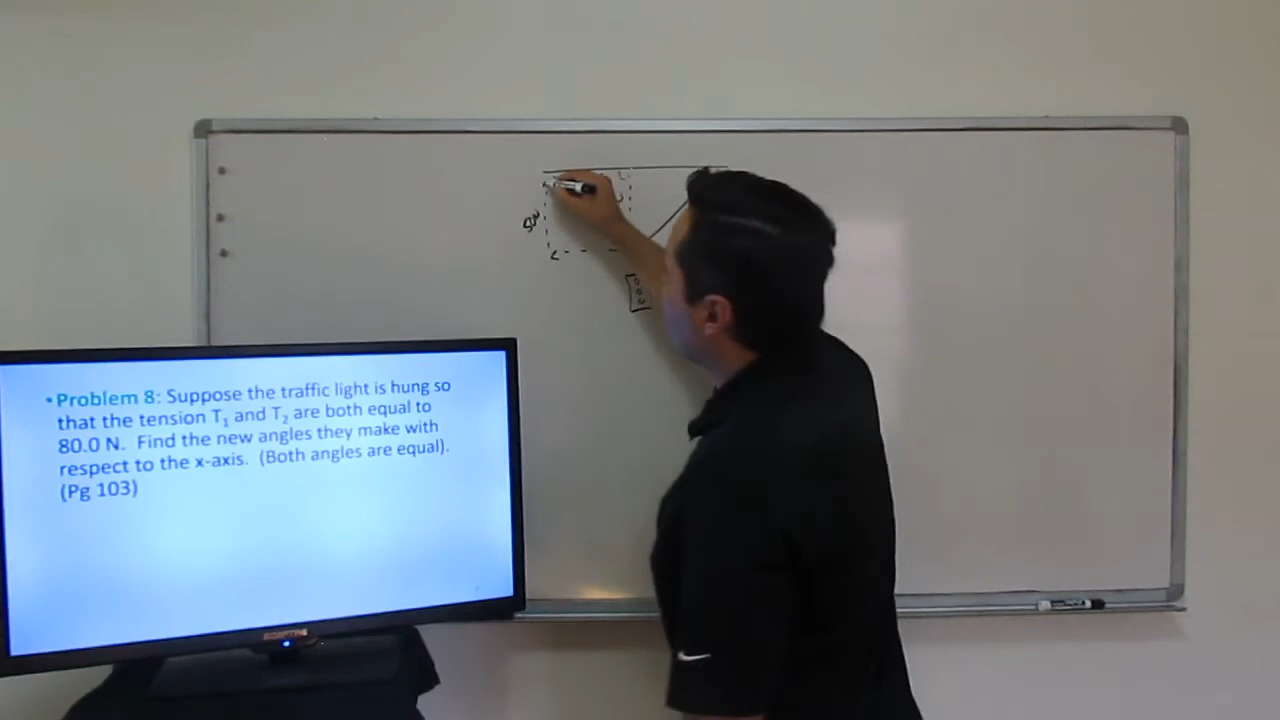 • Problem 8: Suppose the traffic light is hung so
that the tension T₁ and T₂ are both equal to
80.0 N. Find the new angles they make with
respect to the x-axis. (Both angles are equal).
(Pg 103)